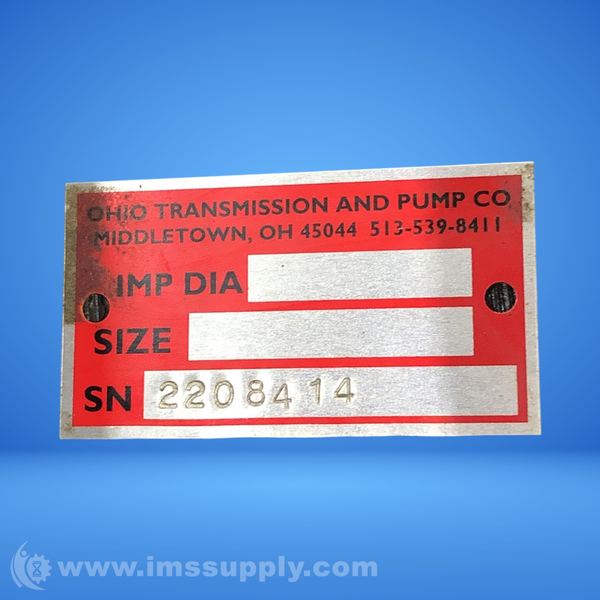 OHIO TRANSMISSION AND PUMP CO
MIDDLETOWN, OH 45044 513-539-8411
IMP DIA
SIZE
SN 2208414
www.imssupply.com